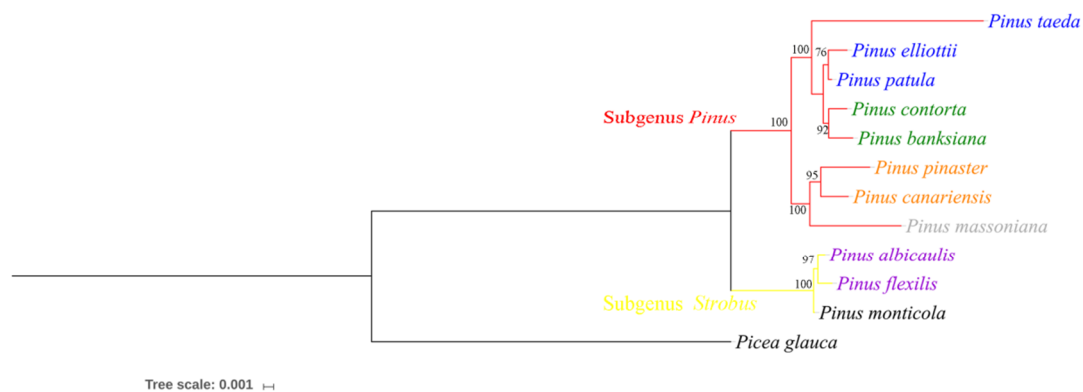 Pinus taeda
100
76
Pinus elliottii
Pinus patula
Subgenus Pinus
100
Pinus contorta
92
Pinus banksiana
95
Pinus pinaster
Pinus canariensis
100
Pinus massoniana
97
Pinus albicaulis
100
Pinus flexilis
Subgenus Strobus
Pinus monticola
Picea glauca
Tree scale: 0.001